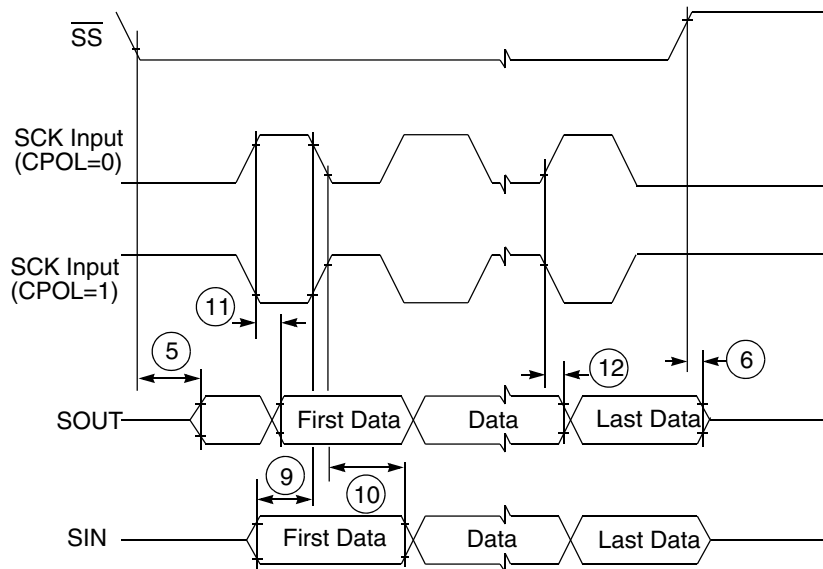 SS
SCK Input
(CPOL=0)
SCK Input
(CPOL=1)
11
5
12
6
SOUT
First Data
Data
Last Data
9
10
SIN
First Data
Data
Last Data